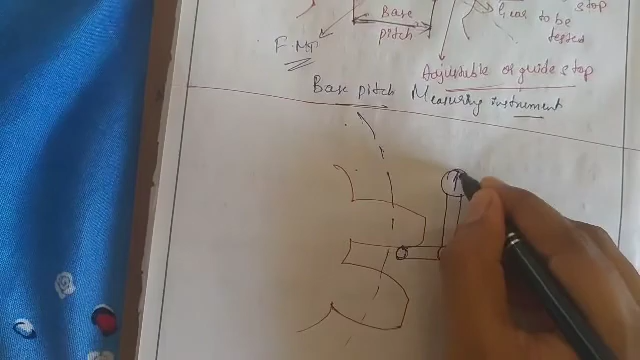 Base
pitch
stop
Gear to be
tested
F.M.P
Adjustable or guide stop
Base pitch Measuring instrument